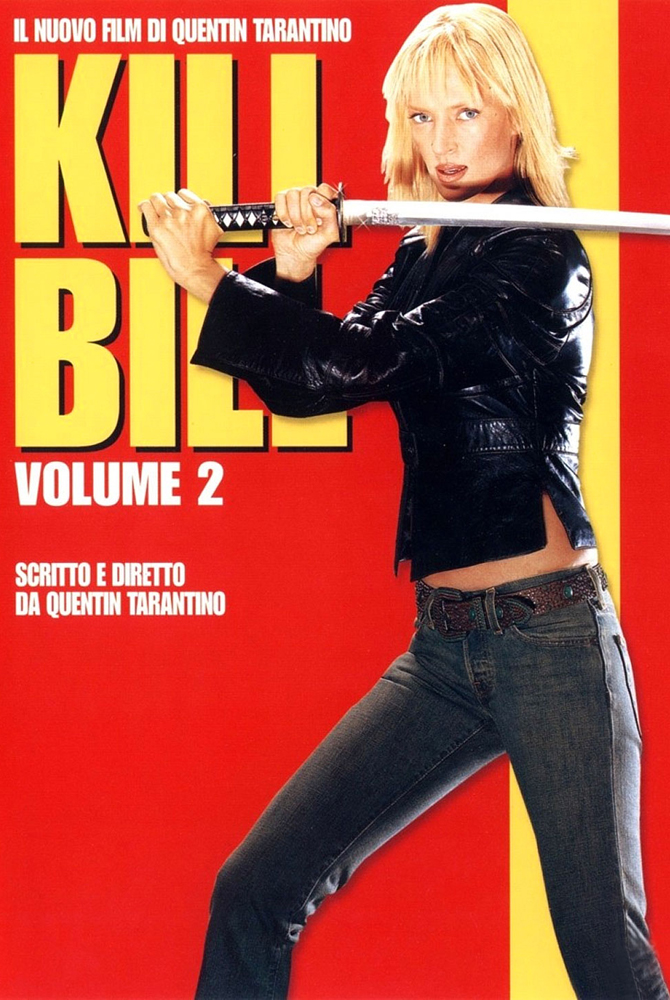 IL NUOVO FILM DI QUENTIN TARANTINO
KILL
BILL
VOLUME 2
SCRITTO E DIRETTO
DA QUENTIN TARANTINO